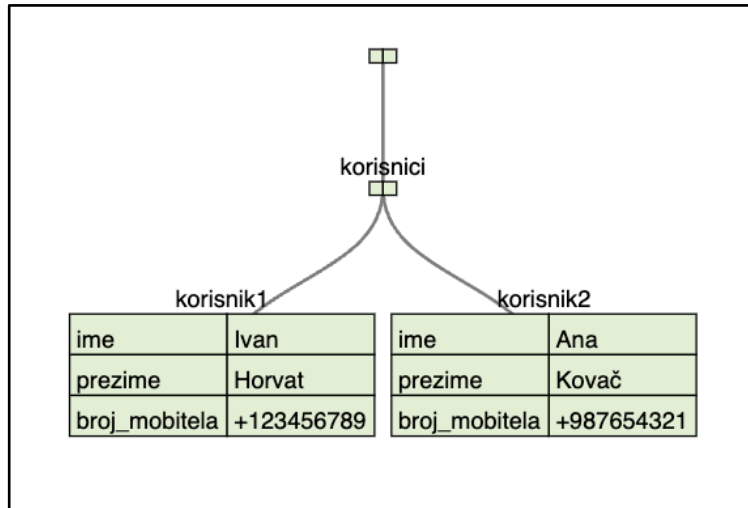 korisnici
korisnik1 korisnik2
ime Ivan ime Ana
prezime Horvat prezime Kovač
broj_mobitela +123456789 broj_mobitela +987654321